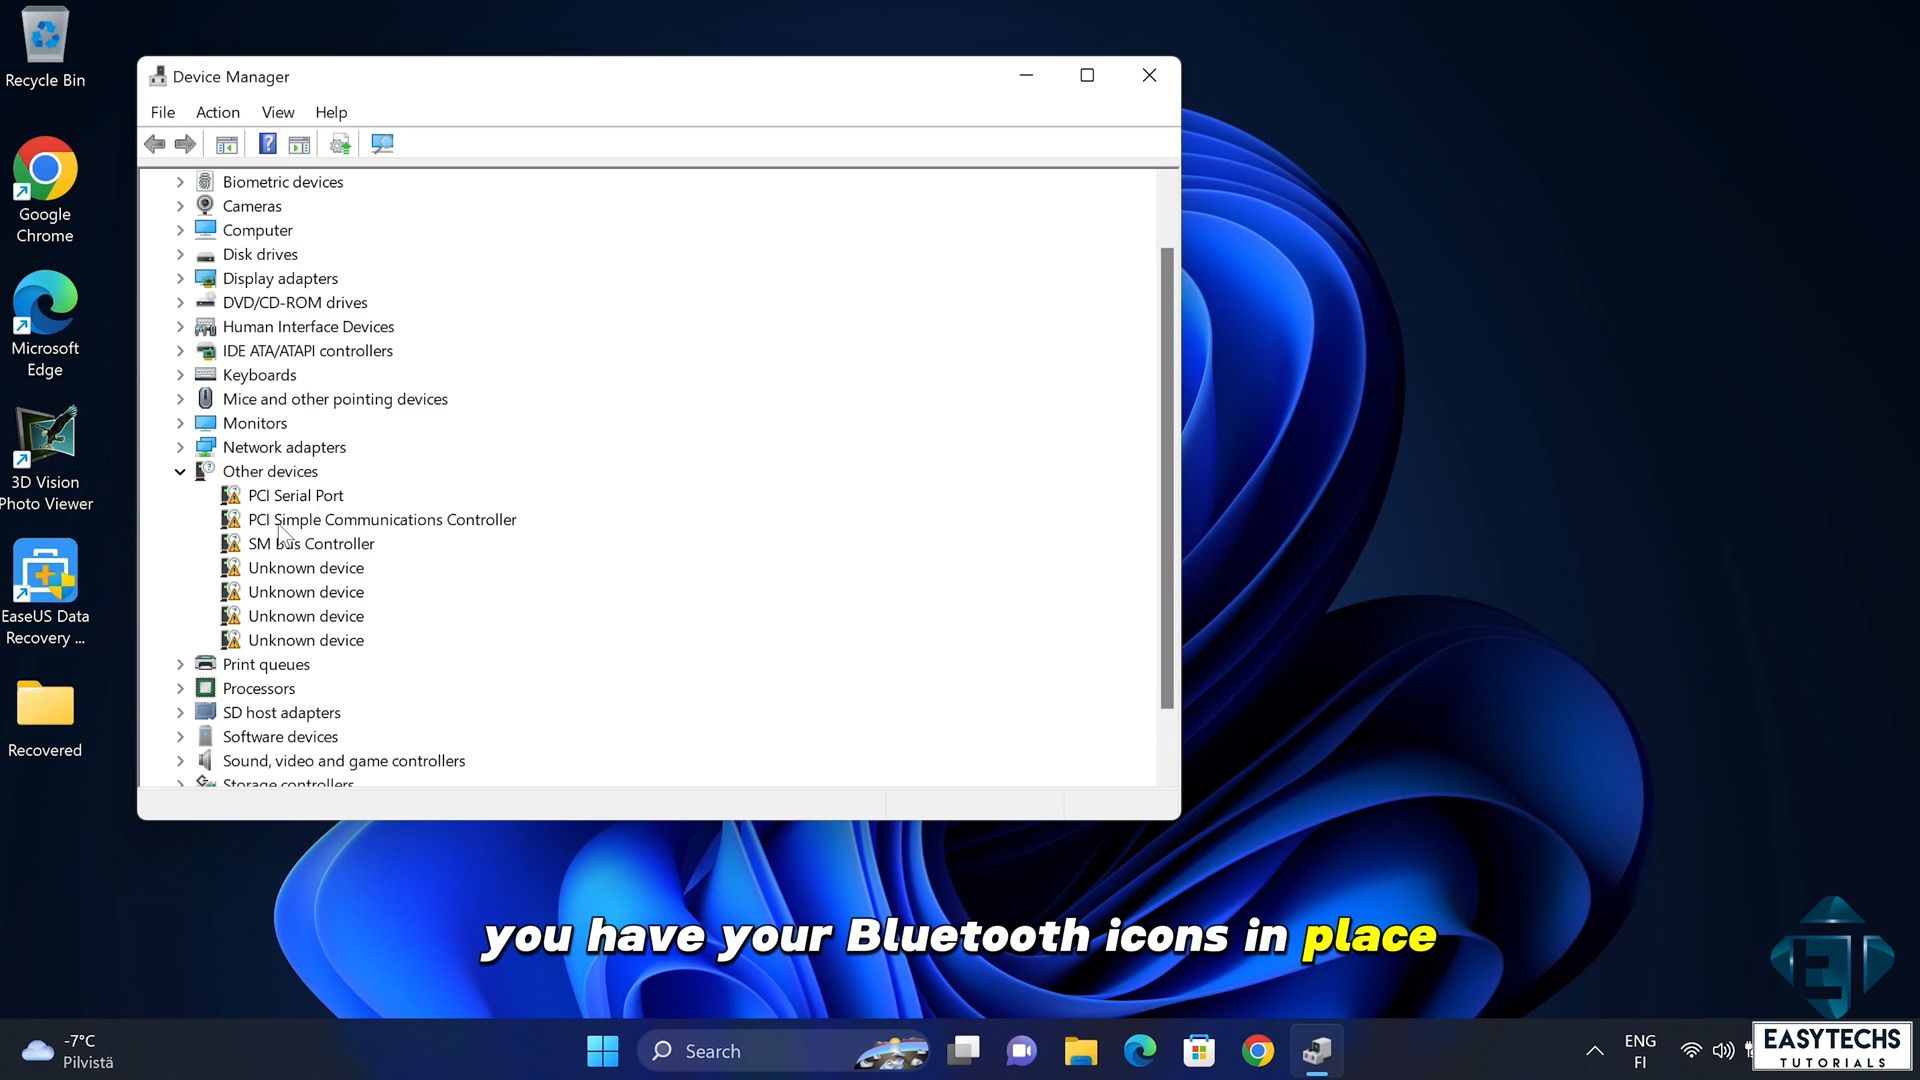 Recycle Bin
Google
Chrome
Microsoft
Edge
3D Vision
Photo Viewer
EaseUS Data
Recovery ...
Recovered
Device Manager
File Action View Help
Biometric devices
Cameras
Computer
Disk drives
Display adapters
DVD/CD-ROM drives
Human Interface Devices
IDE ATA/ATAPI controllers
Keyboards
Mice and other pointing devices
Monitors
Network adapters
Other devices
PCI Serial Port
PCI Simple Communications Controller
SM Bus Controller
Unknown device
Unknown device
Unknown device
Unknown device
Print queues
Processors
SD host adapters
Software devices
Sound, video and game controllers
Storage controllers
you have your Bluetooth icons in place
-7°C
Pilvistä
Search
ENG
FI
EASYTECHS
TUTORIALS